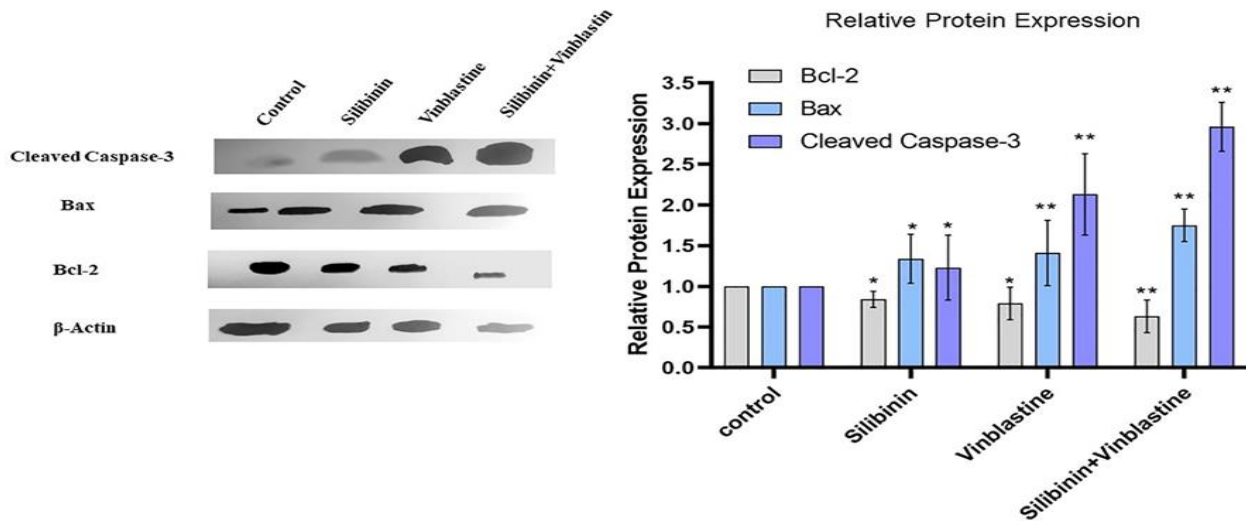 Control
Silibinin
Vinblastine
Silibinin+Vinblastin
Cleaved Caspase-3
Bax
Bcl-2
β-Actin
Relative Protein Expression
Bcl-2
Bax
Cleaved Caspase-3
Relative Protein Expression
3.5
3.0
2.5
2.0
1.5
1.0
0.5
0.0
*
*
*
*
**
**
**
**
**
control
Silibinin
Vinblastine
Silibinin+Vinblastine